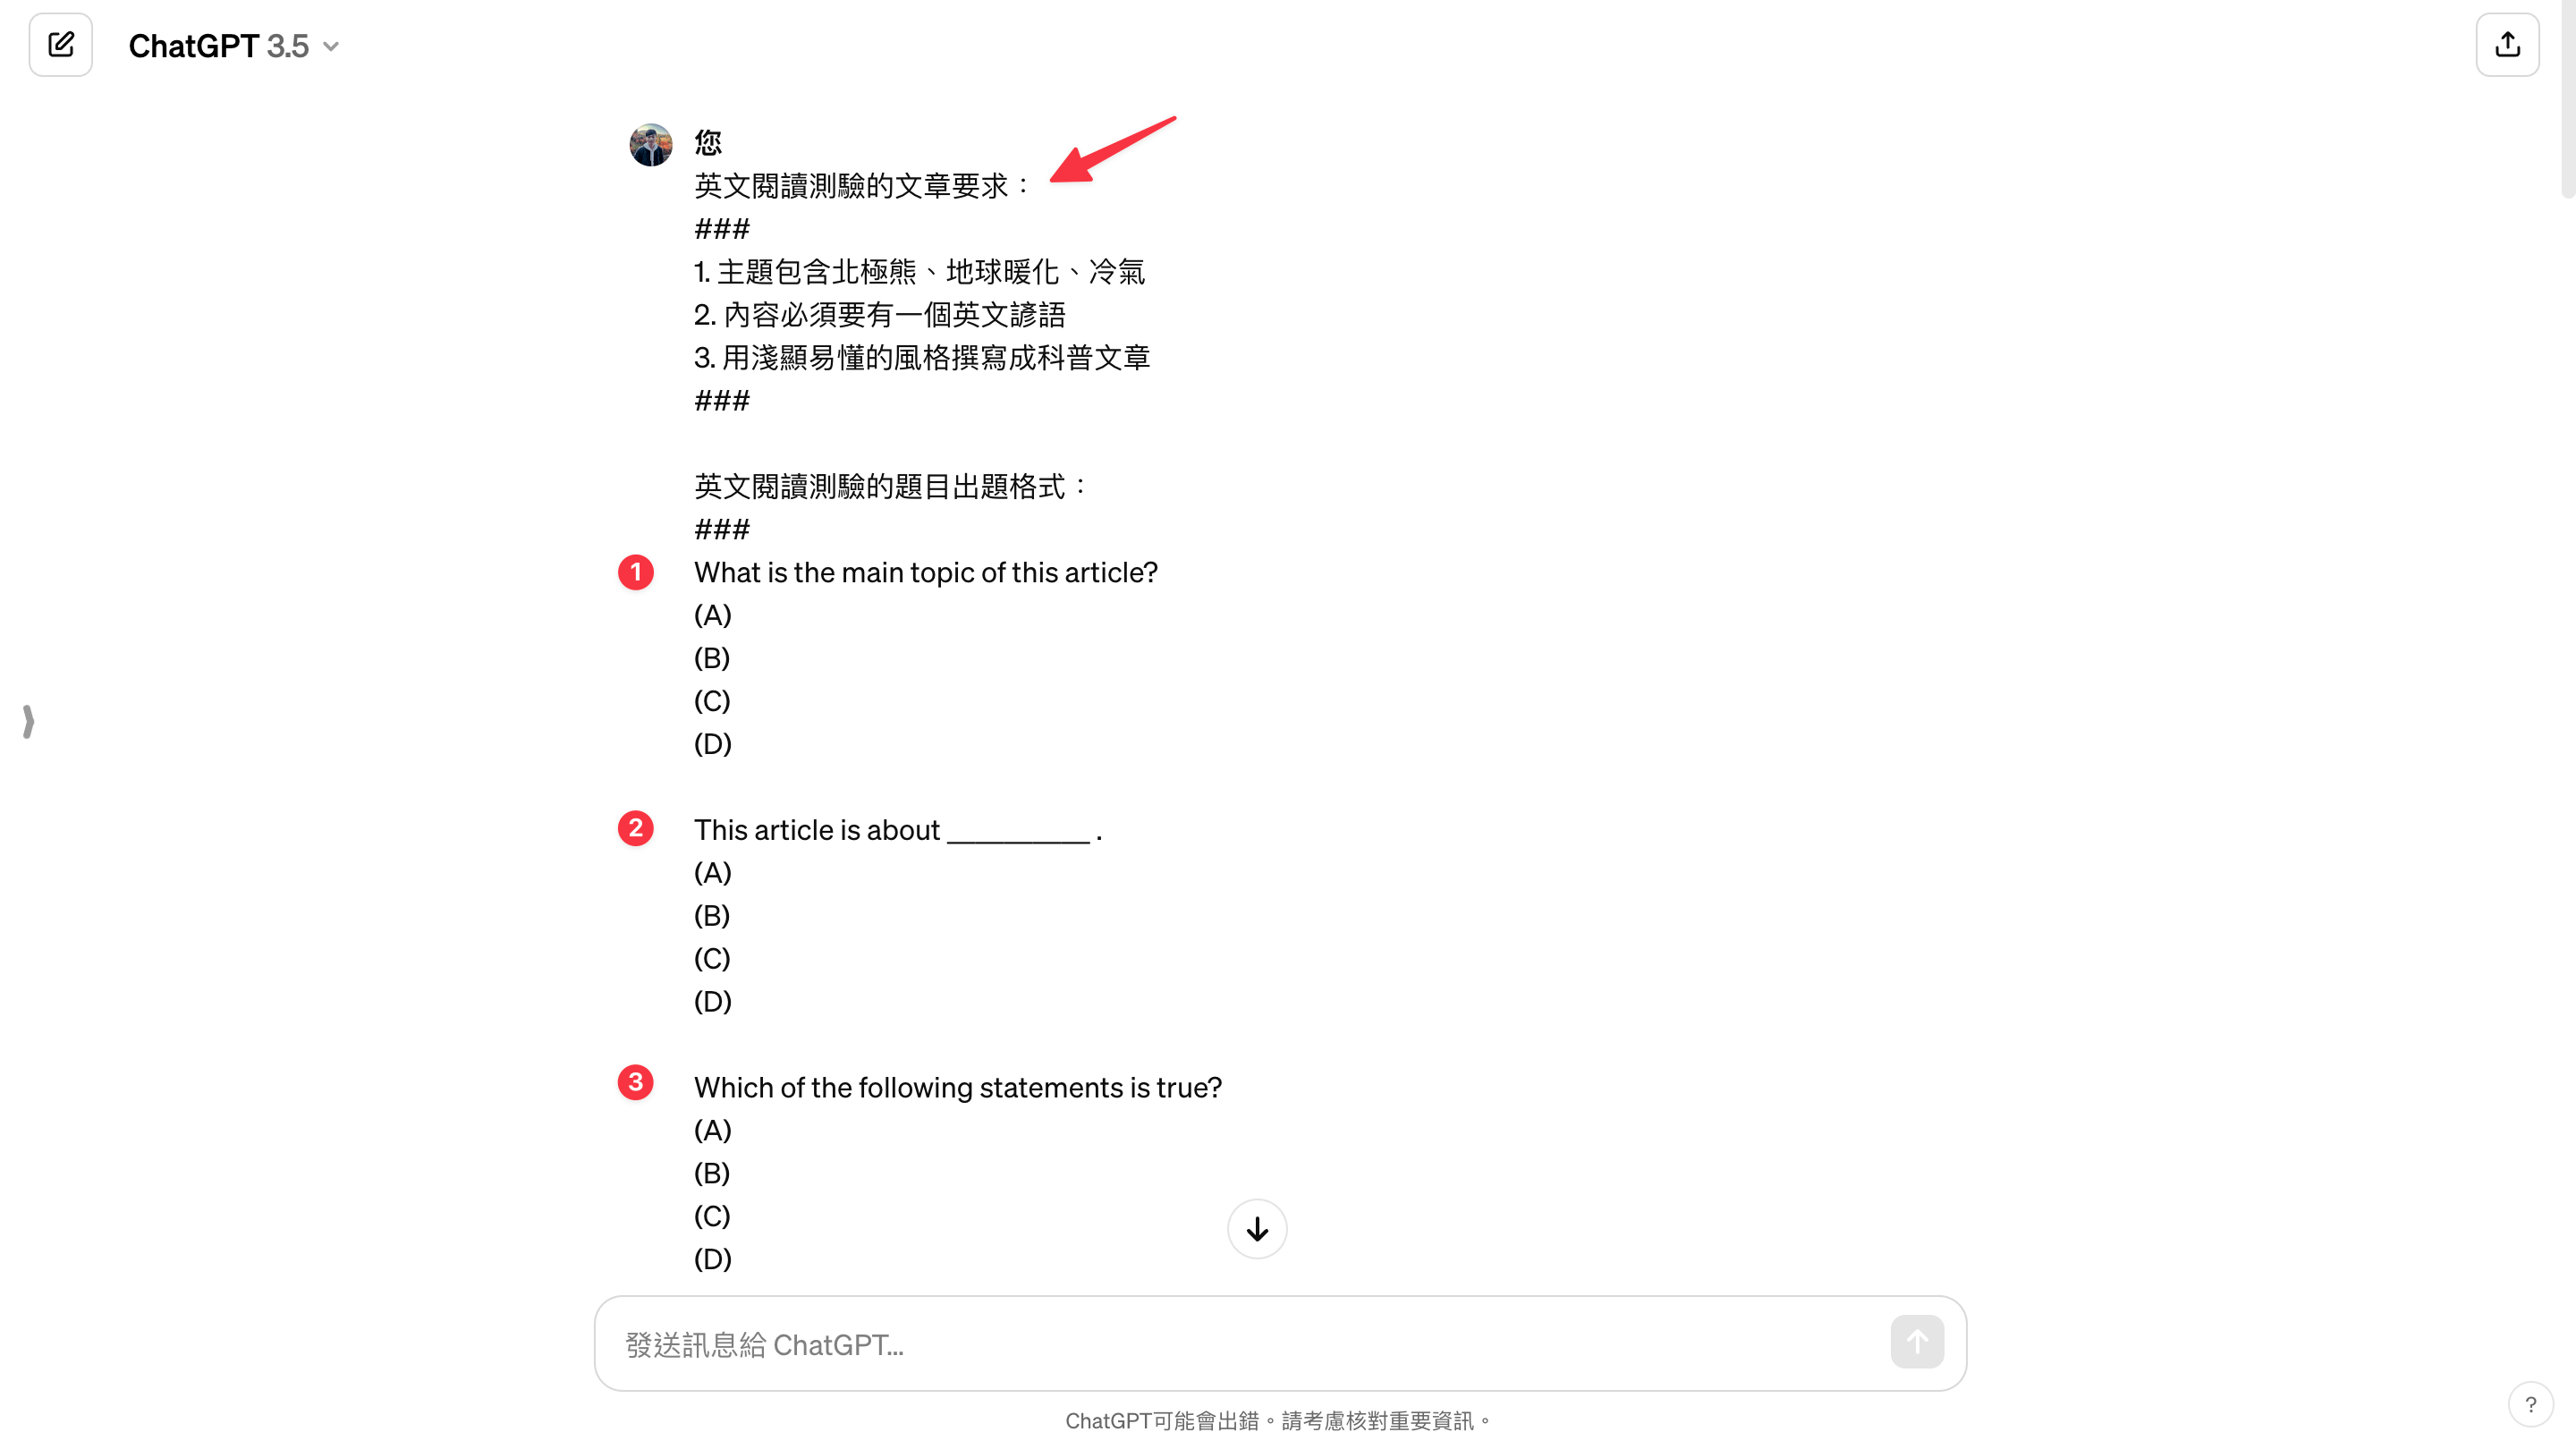 ChatGPT 3.5
您
英文閱讀測驗的文章要求：
###
1. 主題包含北極熊、地球暖化、冷氣
2. 內容必須要有一個英文諺語
3. 用淺顯易懂的風格撰寫成科普文章
###
英文閱讀測驗的題目出題格式：
###
1 What is the main topic of this article?
(A)
(B)
(C)
(D)
2 This article is about __________ .
(A)
(B)
(C)
(D)
3 Which of the following statements is true?
(A)
(B)
(C)
(D)
發送訊息給 ChatGPT...
ChatGPT可能會出錯。請考慮核對重要資訊。
?